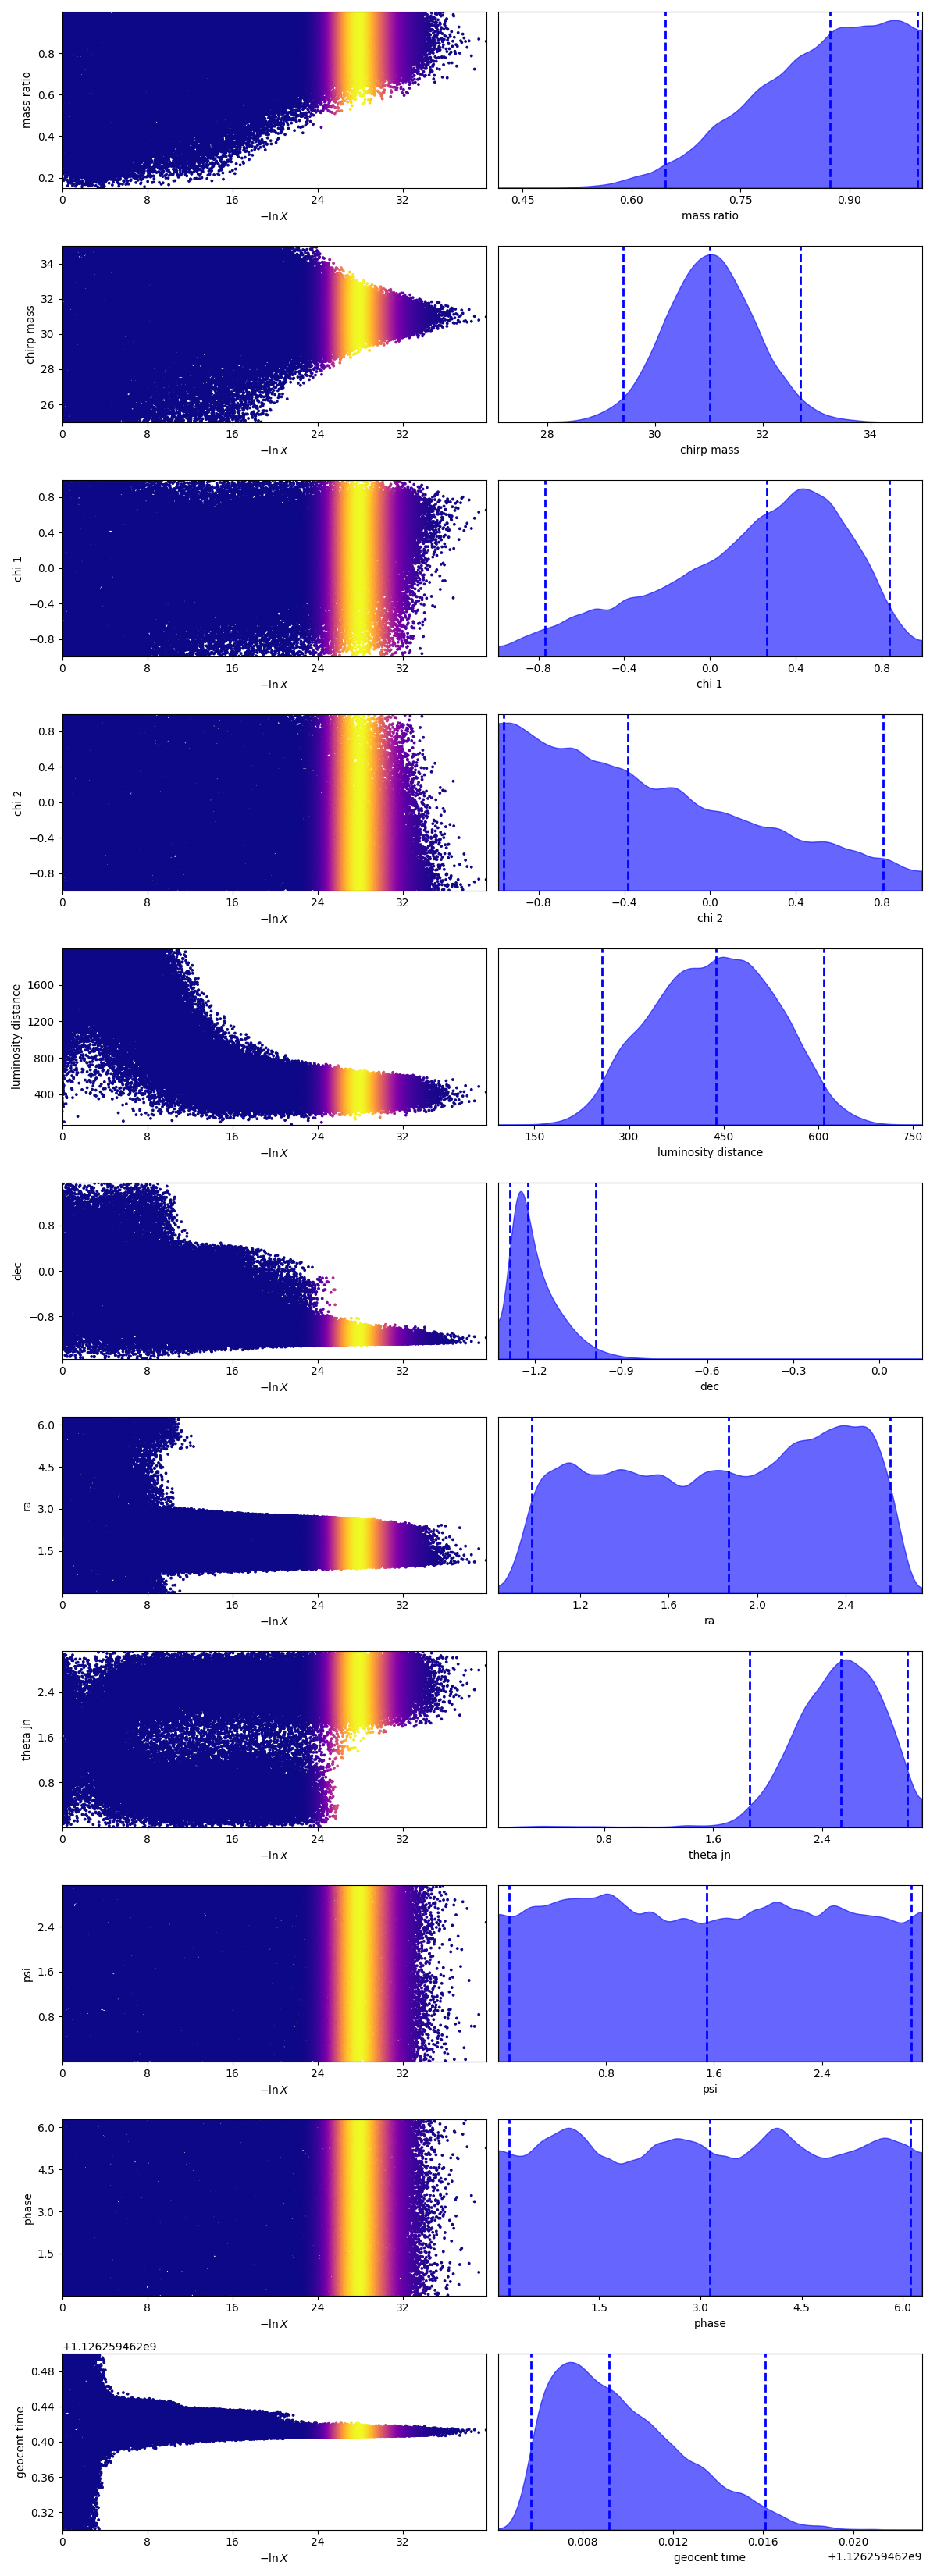 0.8
0.6
0.4
0.2
mass ratio
0 8 16 24 32
−ln X
0.45 0.60 0.75 0.90
mass ratio
34
32
30
28
26
chirp mass
0 8 16 24 32
−ln X
28 30 32 34
chirp mass
0.8
0.4
0.0
−0.4
−0.8
chi 1
0 8 16 24 32
−ln X
−0.8 −0.4 0.0 0.4 0.8
chi 1
0.8
0.4
0.0
−0.4
−0.8
chi 2
0 8 16 24 32
−ln X
−0.8 −0.4 0.0 0.4 0.8
chi 2
1600
1200
800
400
luminosity distance
0 8 16 24 32
−ln X
150 300 450 600 750
luminosity distance
0.8
0.0
−0.8
dec
0 8 16 24 32
−ln X
−1.2 −0.9 −0.6 −0.3 0.0
dec
6.0
4.5
3.0
1.5
ra
0 8 16 24 32
−ln X
1.2 1.6 2.0 2.4
ra
2.4
1.6
0.8
theta jn
0 8 16 24 32
−ln X
0.8 1.6 2.4
theta jn
2.4
1.6
0.8
psi
0 8 16 24 32
−ln X
0.8 1.6 2.4
psi
6.0
4.5
3.0
1.5
phase
0 8 16 24 32
−ln X
1.5 3.0 4.5 6.0
phase
+1.126259462e9
0.48
0.44
0.40
0.36
0.32
geocent time
0 8 16 24 32
−ln X
0.008 0.012 0.016 0.020
geocent time
+1.126259462e9